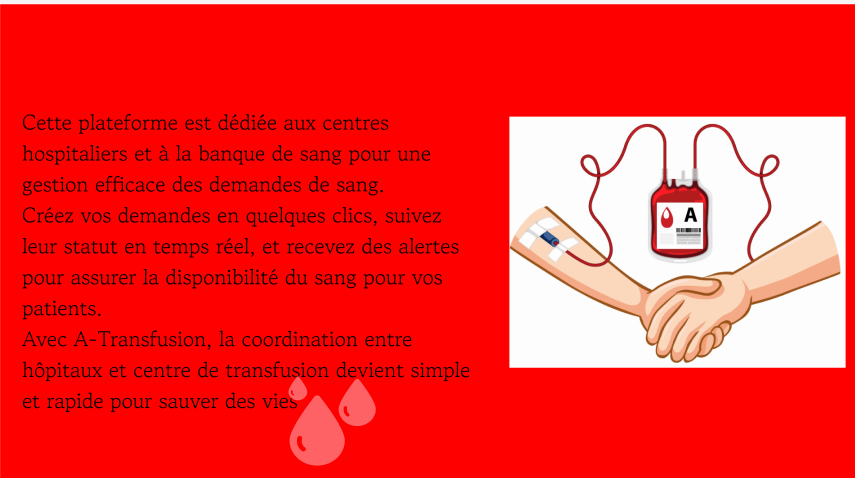 Cette plateforme est dédiée aux centres
hospitaliers et à la banque de sang pour une
gestion efficace des demandes de sang.
Créez vos demandes en quelques clics, suivez
leur statut en temps réel, et recevez des alertes
pour assurer la disponibilité du sang pour vos
patients.
Avec A-Transfusion, la coordination entre
hôpitaux et centre de transfusion devient simple
et rapide pour sauver des vies
A